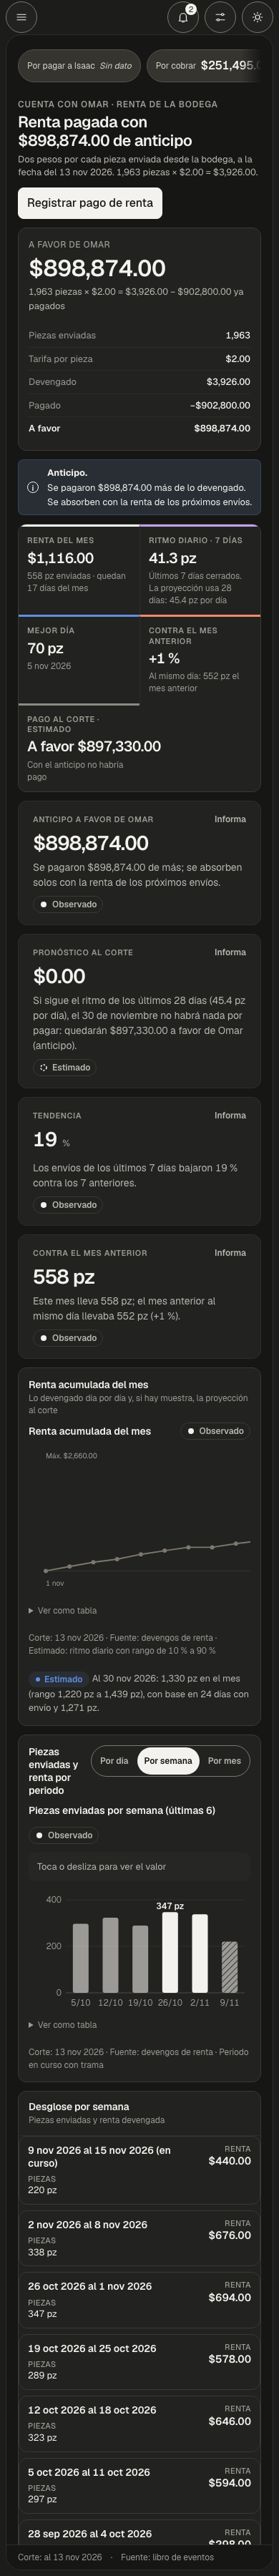 2
Por pagar a Isaac Sin dato
Por cobrar $251,495.0
CUENTA CON OMAR · RENTA DE LA BODEGA
Renta pagada con
$898,874.00 de anticipo
Dos pesos por cada pieza enviada desde la bodega, a la
fecha del 13 nov 2026. 1,963 piezas × $2.00 = $3,926.00.
Registrar pago de renta
A FAVOR DE OMAR
$898,874.00
1,963 piezas × $2.00 = $3,926.00 – $902,800.00 ya
pagados
Piezas enviadas 1,963
Tarifa por pieza $2.00
Devengado $3,926.00
Pagado –$902,800.00
A favor $898,874.00
Anticipo.
Se pagaron $898,874.00 más de lo devengado.
Se absorben con la renta de los próximos envíos.
RENTA DEL MES
$1,116.00
558 pz enviadas · quedan
17 días del mes
RITMO DIARIO · 7 DÍAS
41.3 pz
Últimos 7 días cerrados.
La proyección usa 28
días: 45.4 pz por día
MEJOR DÍA
70 pz
5 nov 2026
CONTRA EL MES
ANTERIOR
+1 %
Al mismo día: 552 pz el
mes anterior
PAGO AL CORTE ·
ESTIMADO
A favor $897,330.00
Con el anticipo no habría
pago
ANTICIPO A FAVOR DE OMAR
Informa
$898,874.00
Se pagaron $898,874.00 de más; se absorben
solos con la renta de los próximos envíos.
Observado
PRONÓSTICO AL CORTE
Informa
$0.00
Si sigue el ritmo de los últimos 28 días (45.4 pz
por día), el 30 de noviembre no habrá nada por
pagar: quedarán $897,330.00 a favor de Omar
(anticipo).
Estimado
TENDENCIA
Informa
19 %
Los envíos de los últimos 7 días bajaron 19 %
contra los 7 anteriores.
Observado
CONTRA EL MES ANTERIOR
Informa
558 pz
Este mes lleva 558 pz; el mes anterior al
mismo día llevaba 552 pz (+1 %).
Observado
Renta acumulada del mes
Lo devengado día por día y, si hay muestra, la proyección
al corte
Renta acumulada del mes
Observado
Máx. $2,660.00
1 nov
Ver como tabla
Corte: 13 nov 2026 · Fuente: devengos de renta ·
Estimado: ritmo diario con rango de 10 % a 90 %
Estimado Al 30 nov 2026: 1,330 pz en el mes
(rango 1,220 pz a 1,439 pz), con base en 24 días con
envío y 1,271 pz.
Piezas
enviadas y
renta por
periodo
Por día
Por semana
Por mes
Piezas enviadas por semana (últimas 6)
Observado
Toca o desliza para ver el valor
400
347 pz
200
0
5/10 12/10 19/10 26/10 2/11 9/11
Ver como tabla
Corte: 13 nov 2026 · Fuente: devengos de renta · Periodo
en curso con trama
Desglose por semana
Piezas enviadas y renta devengada
9 nov 2026 al 15 nov 2026 (en
curso)
RENTA
$440.00
PIEZAS
220 pz
2 nov 2026 al 8 nov 2026
RENTA
$676.00
PIEZAS
338 pz
26 oct 2026 al 1 nov 2026
RENTA
$694.00
PIEZAS
347 pz
19 oct 2026 al 25 oct 2026
RENTA
$578.00
PIEZAS
289 pz
12 oct 2026 al 18 oct 2026
RENTA
$646.00
PIEZAS
323 pz
5 oct 2026 al 11 oct 2026
RENTA
$594.00
PIEZAS
297 pz
28 sep 2026 al 4 oct 2026
RENTA
Corte: al 13 nov 2026 · Fuente: libro de eventos